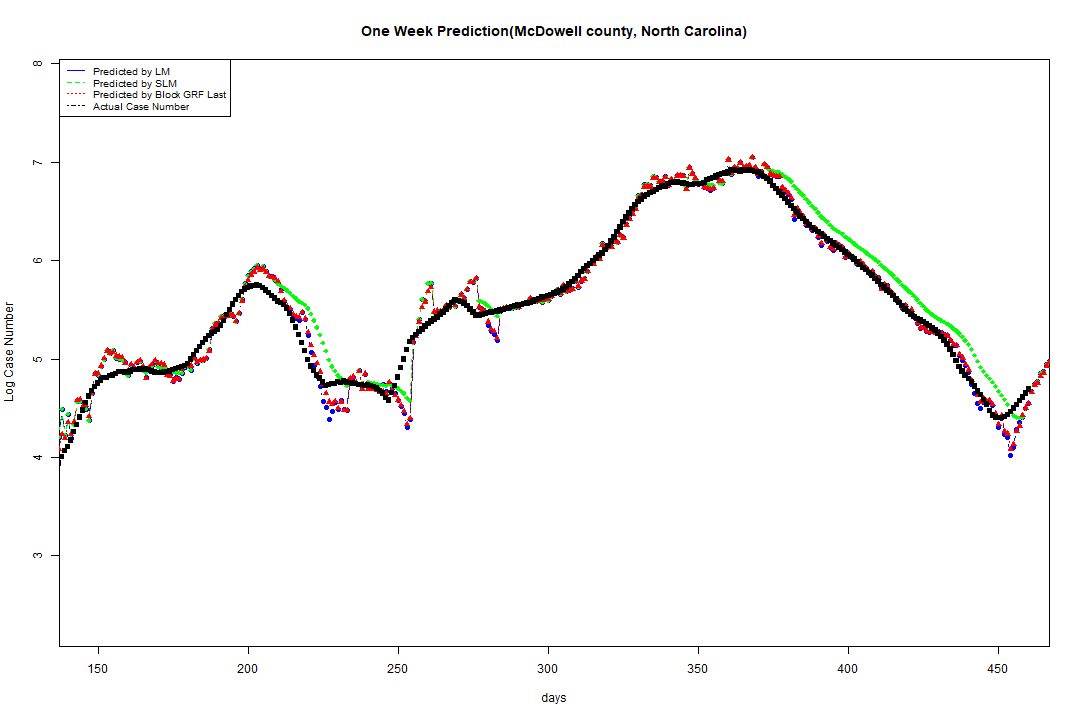 One Week Prediction(McDowell county, North Carolina)
Predicted by LM
Predicted by SLM
Predicted by Block GRF Last
Actual Case Number
8
7
6
5
4
3
Log Case Number
150 200 250 300 350 400 450
days